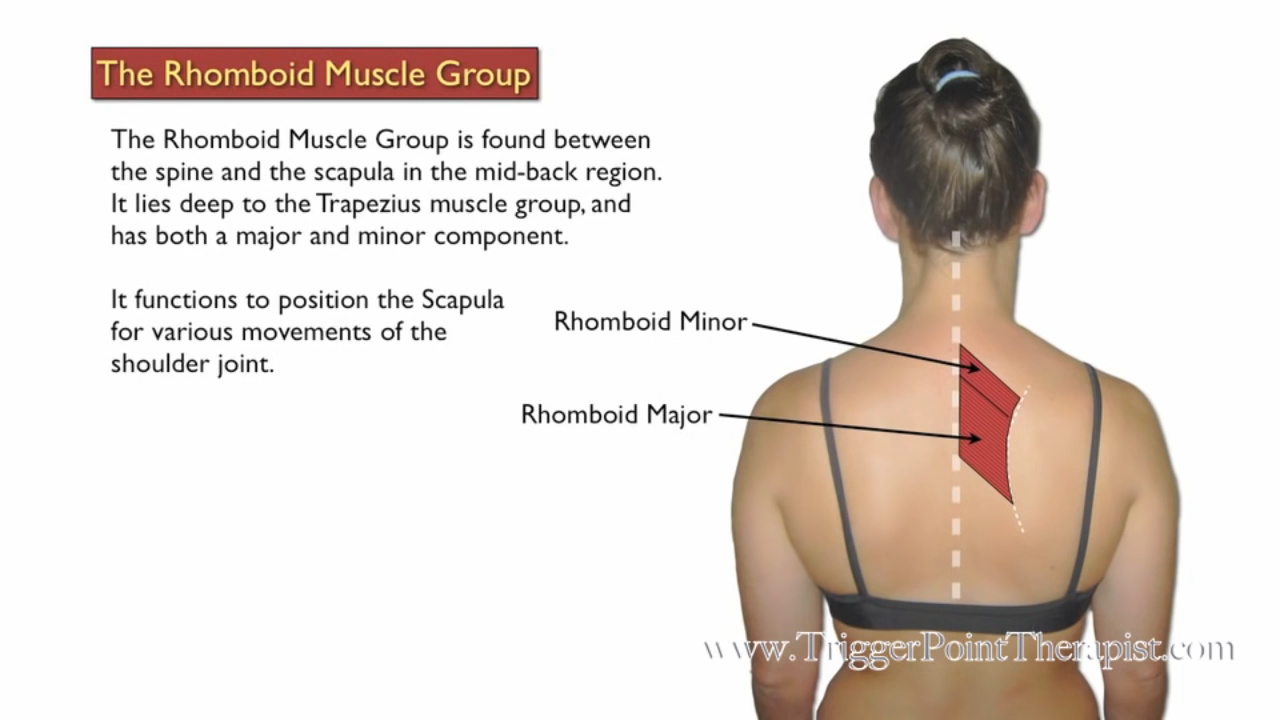 The Rhomboid Muscle Group
The Rhomboid Muscle Group is found between
the spine and the scapula in the mid-back region.
It lies deep to the Trapezius muscle group, and
has both a major and minor component.
It functions to position the Scapula
for various movements of the
shoulder joint.
Rhomboid Minor
Rhomboid Major
www.TriggerPointTherapist.com